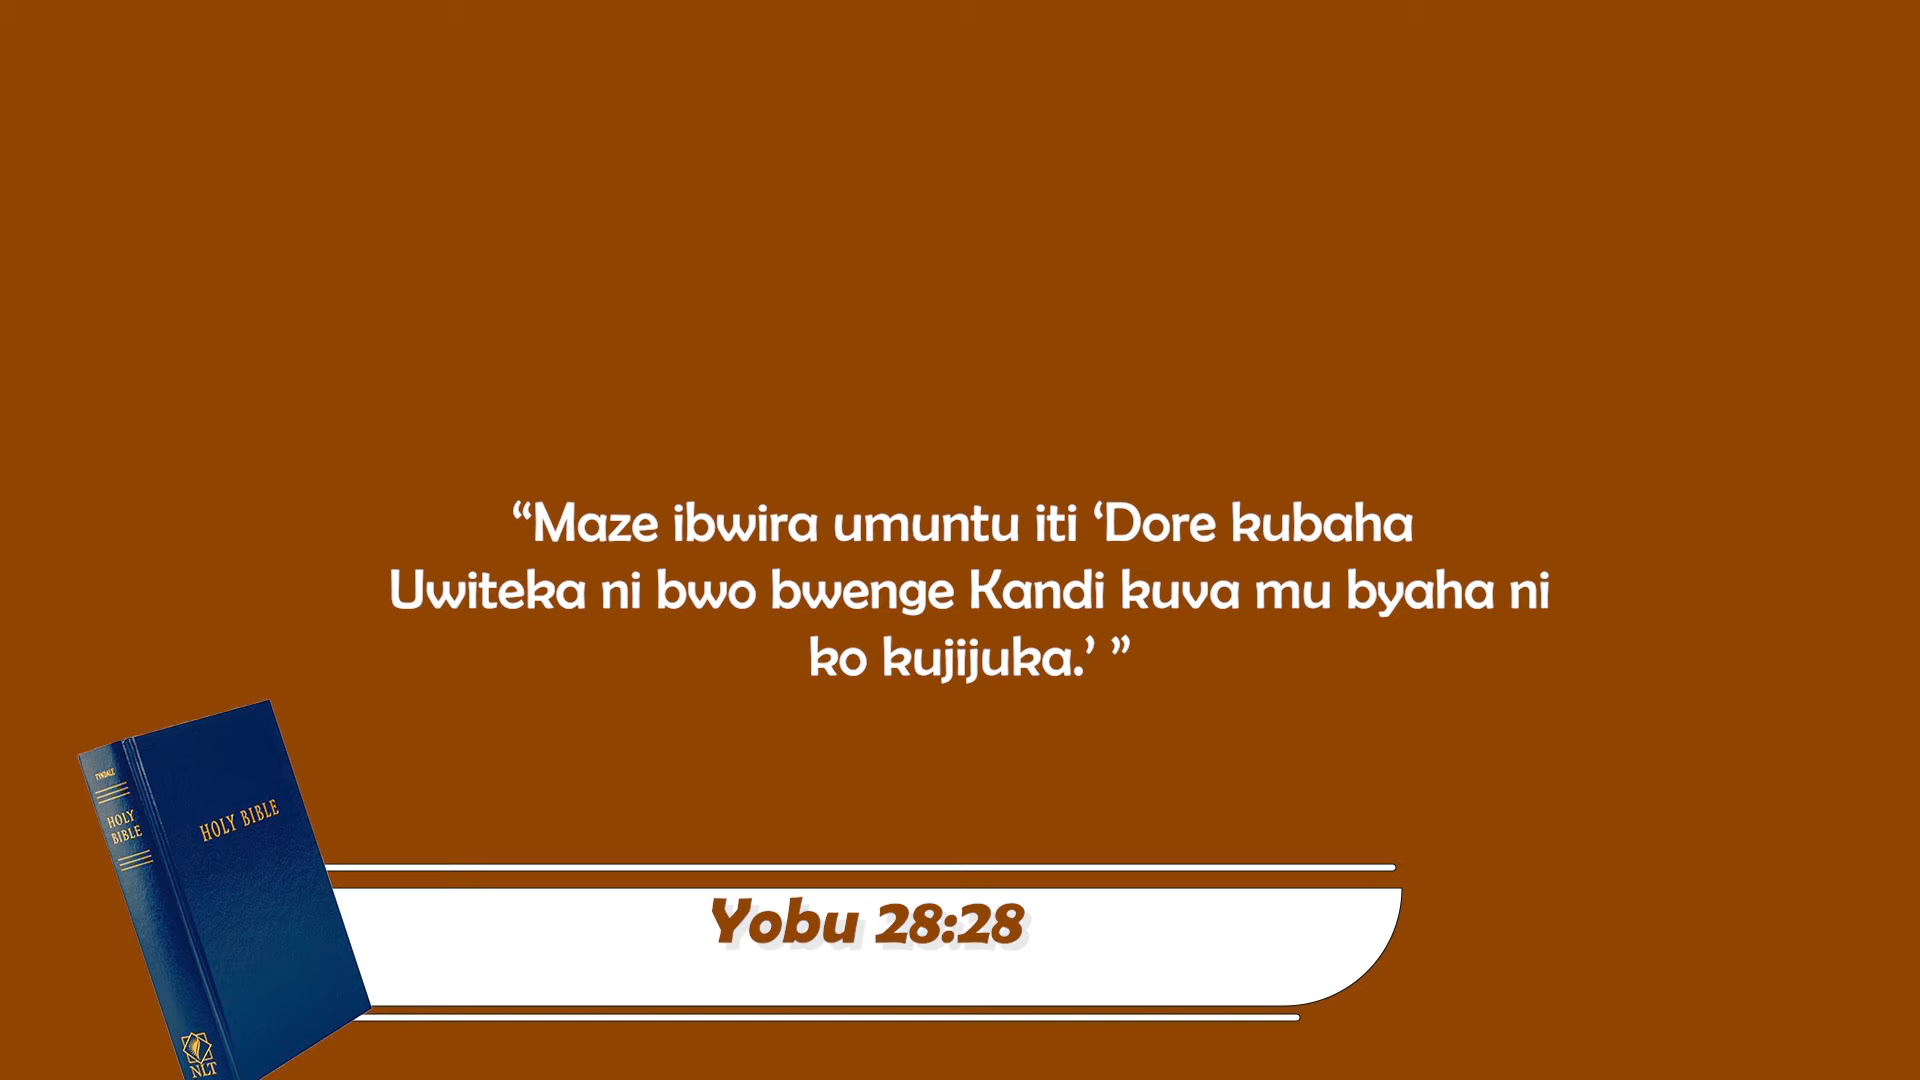 “Maze ibwira umuntu iti ‘Dore kubaha
Uwiteka ni bwo bwenge Kandi kuva mu byaha ni
ko kujijuka.’ ”
TYNDALE
HOLY
BIBLE
HOLY BIBLE
NLT
Yobu 28:28